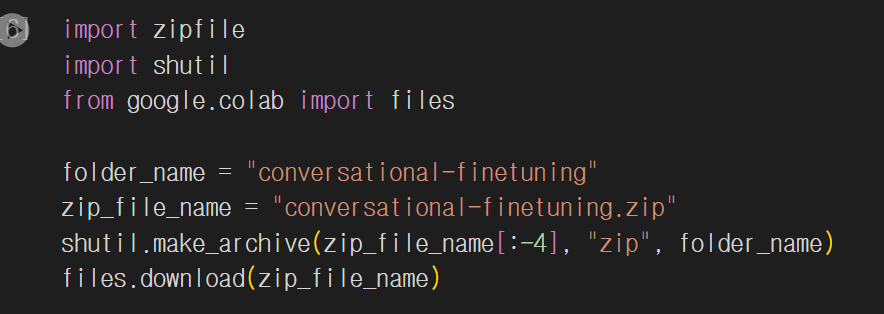 [6]
import zipfile
import shutil
from google.colab import files
folder_name = "conversational-finetuning"
zip_file_name = "conversational-finetuning.zip"
shutil.make_archive(zip_file_name[:-4], "zip", folder_name)
files.download(zip_file_name)